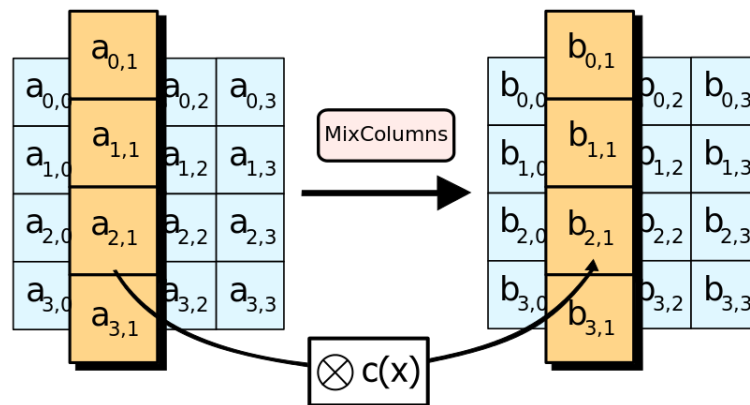 a0,0 a0,1 a0,2 a0,3
a1,0 a1,1 a1,2 a1,3
a2,0 a2,1 a2,2 a2,3
a3,0 a3,1 a3,2 a3,3
MixColumns
b0,0 b0,1 b0,2 b0,3
b1,0 b1,1 b1,2 b1,3
b2,0 b2,1 b2,2 b2,3
b3,0 b3,1 b3,2 b3,3
⊗ c(x)